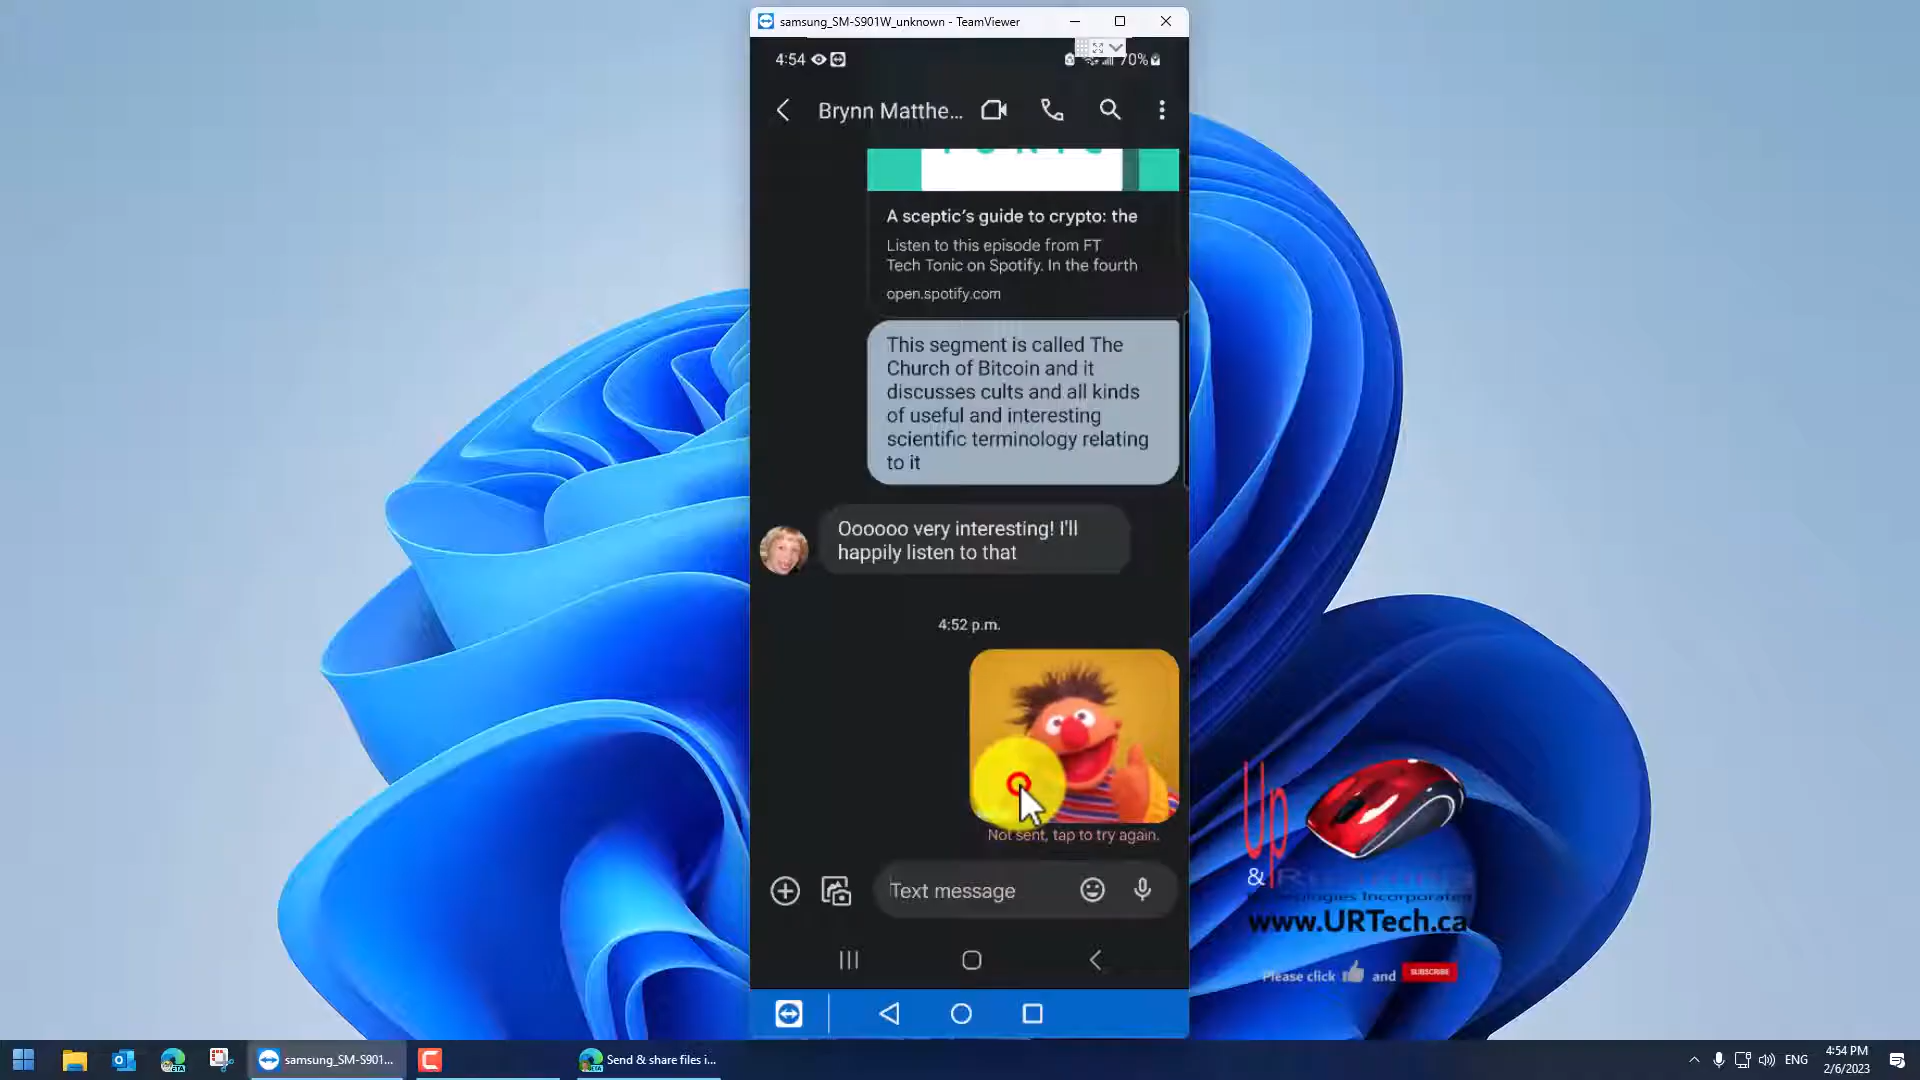 samsung_SM-S901W_unknown - TeamViewer
4:54
70%
Brynn Matthe...
A sceptic's guide to crypto: the
Listen to this episode from FT
Tech Tonic on Spotify. In the fourth
open.spotify.com
This segment is called The
Church of Bitcoin and it
discusses cults and all kinds
of useful and interesting
scientific terminology relating
to it
Oooooo very interesting! I'll
happily listen to that
4:52 p.m.
Not sent, tap to try again.
Text message
Up
&
www.URTech.ca
Please click and SUBSCRIBE
samsung_SM-S901...
Send & share files i...
ENG
4:54 PM
2/6/2023